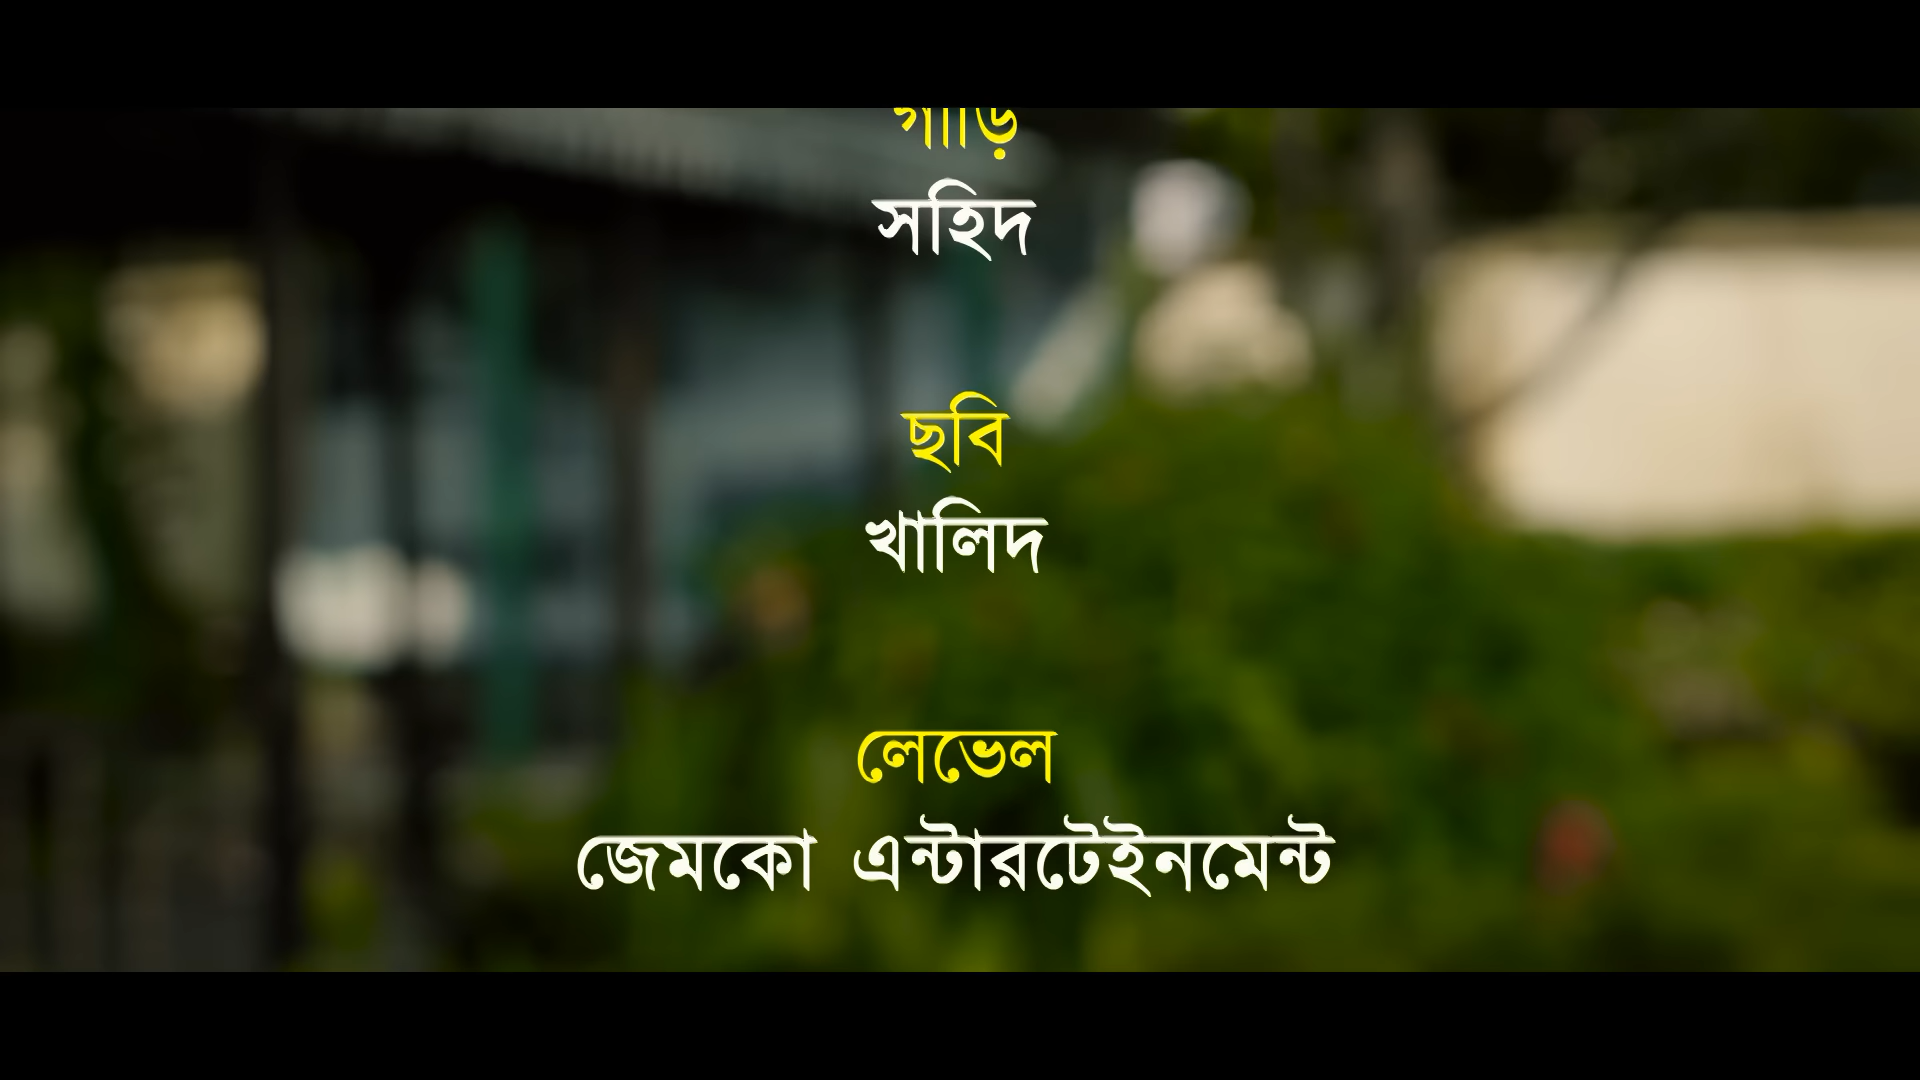 গাড়ি
সহিদ
ছবি
খালিদ
লেভেল
জেমকো এন্টারটেইনমেন্ট